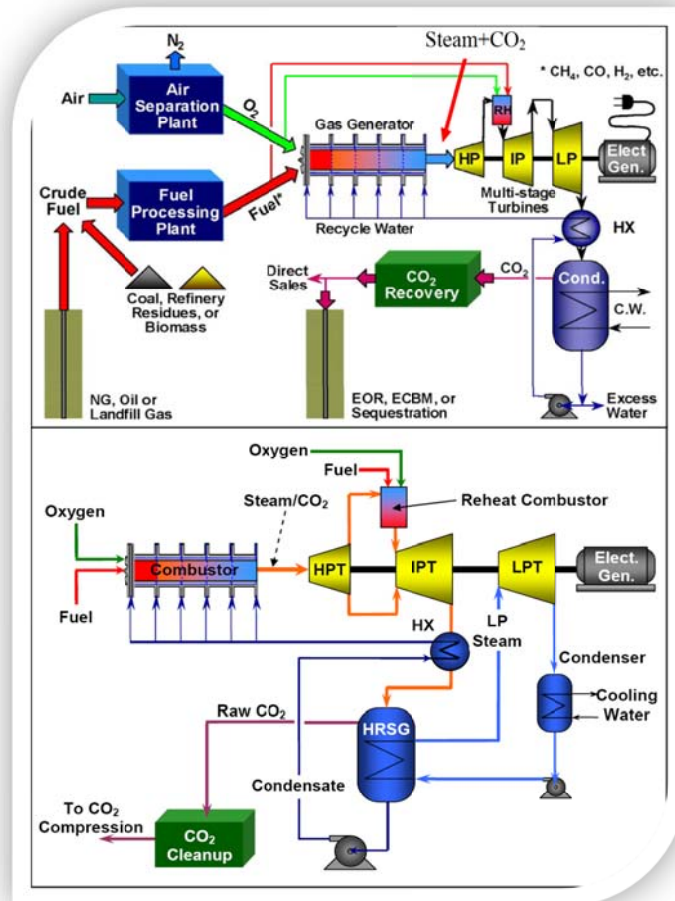 N2
Steam+CO2
Air
Air
Separation
Plant
O2
* CH4, CO, H2, etc.
Gas Generator
RH
HP
IP
LP
Elect
Gen.
Crude
Fuel
Fuel
Processing
Plant
Fuel*
Multi-stage
Turbines
Recycle Water
HX
Direct
Sales
CO2
Recovery
CO2
Cond.
C.W.
Coal, Refinery
Residues, or
Biomass
NG, Oil or
Landfill Gas
EOR, ECBM, or
Sequestration
Excess
Water
Oxygen
Fuel
Steam/CO2
Reheat Combustor
Oxygen
Combustor
HPT
IPT
LPT
Elect.
Gen.
Fuel
HX
LP
Steam
Condenser
Raw CO2
HRSG
Cooling
Water
Condensate
To CO2
Compression
CO2
Cleanup